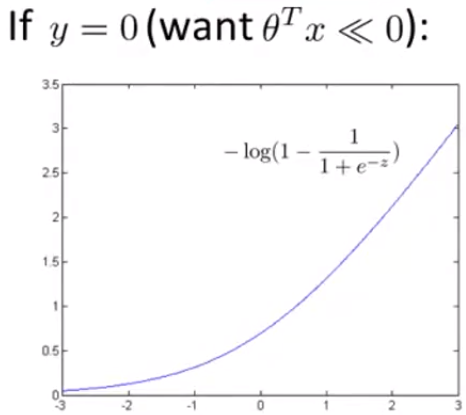 If y = 0 (want θᵀx ≪ 0):
3.5
3
2.5
2
1.5
1
0.5
0
-3 -2 -1 0 1 2 3
− log(1 − 1/(1 + e⁻ᶻ))